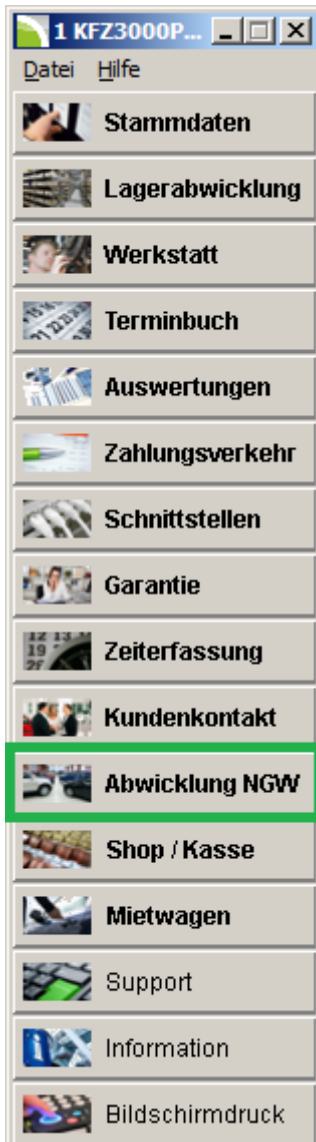 1 KFZ3000P...
Datei Hilfe
Stammdaten
Lagerabwicklung
Werkstatt
Terminbuch
Auswertungen
Zahlungsverkehr
Schnittstellen
Garantie
Zeiterfassung
Kundenkontakt
Abwicklung NGW
Shop / Kasse
Mietwagen
Support
Information
Bildschirmdruck